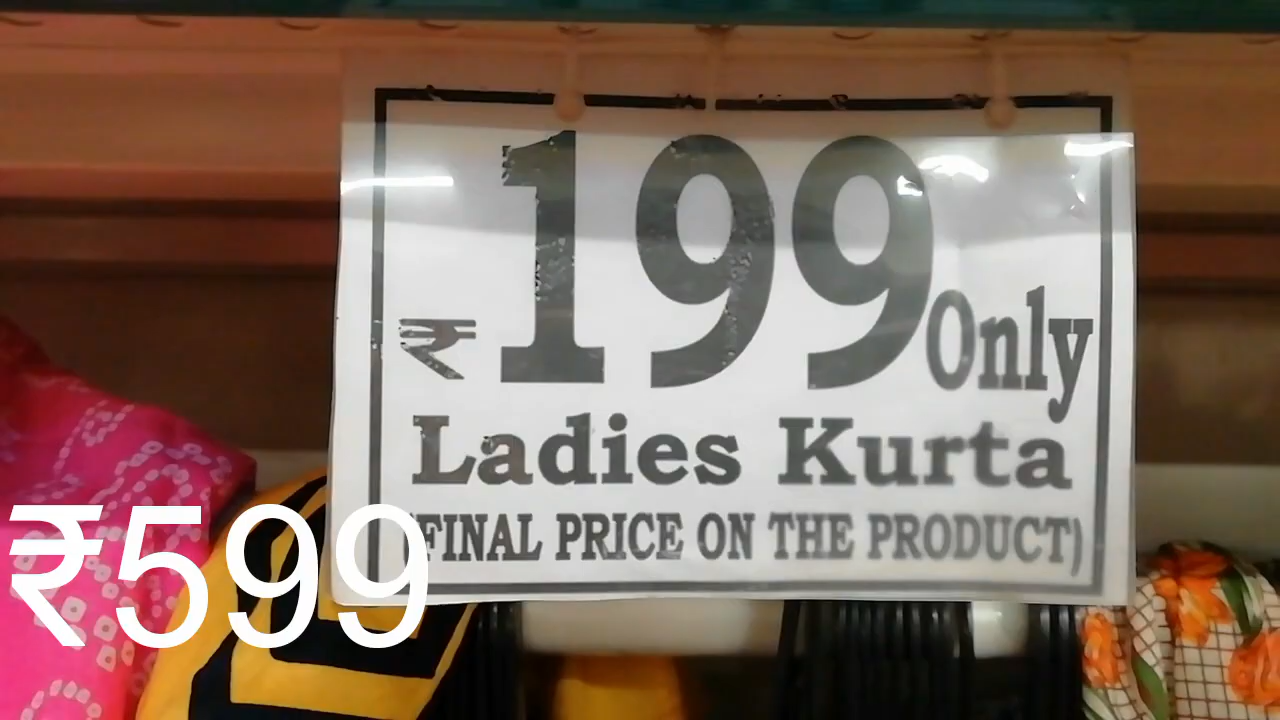 ₹199 Only
Ladies Kurta
(FINAL PRICE ON THE PRODUCT)
₹599